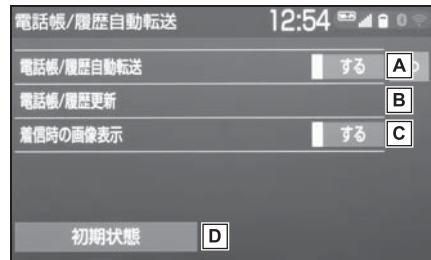 電話帳/履歴自動転送 12:54
電話帳/履歴自動転送 する A
電話帳/履歴更新 B
着信時の画像表示 する C
初期状態 D